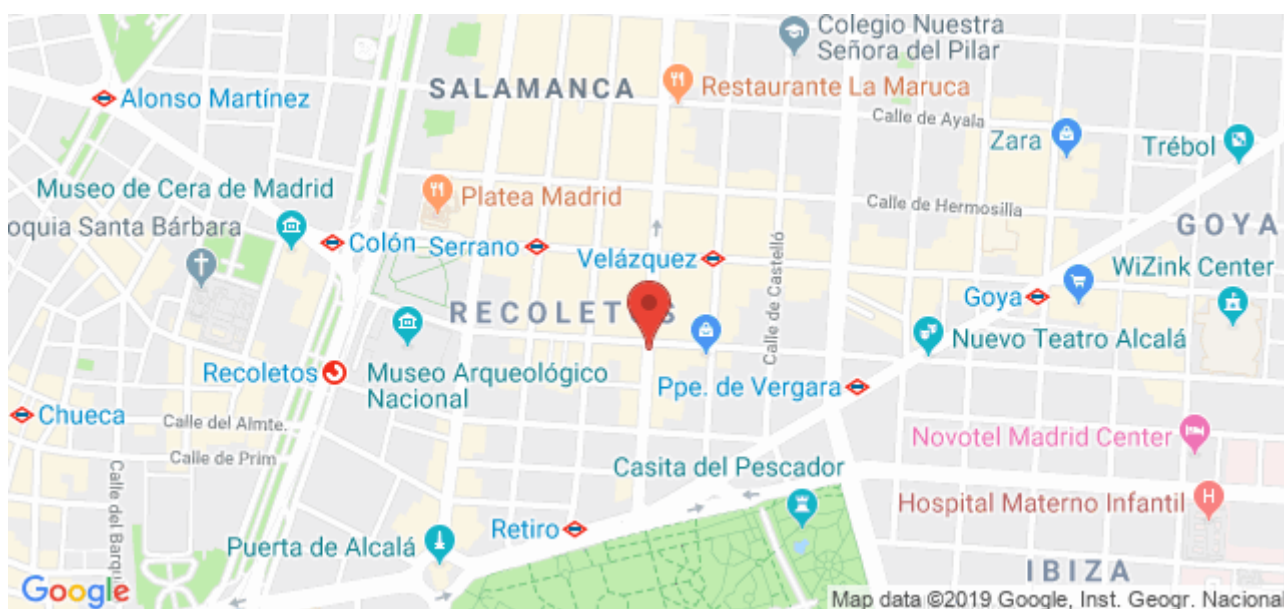 Colegio Nuestra
Señora del Pilar
SALAMANCA
Restaurante La Maruca
Alonso Martínez
Calle de Ayala
Zara
Trébol
Museo de Cera de Madrid
Platea Madrid
Calle de Hermosilla
oquia Santa Bárbara
GOYA
Colón
Serrano
Velázquez
WiZink Center
Goya
RECOLET S
Calle de Castelló
Nuevo Teatro Alcalá
Recoletos
Museo Arqueológico
Nacional
Ppe. de Vergara
Chueca
Calle del Almte.
Novotel Madrid Center
Calle de Prim
Casita del Pescador
Calle del Barqu
Hospital Materno Infantil
H
Retiro
Puerta de Alcalá
IBIZA
Google
Map data ©2019 Google, Inst. Geogr. Naciona